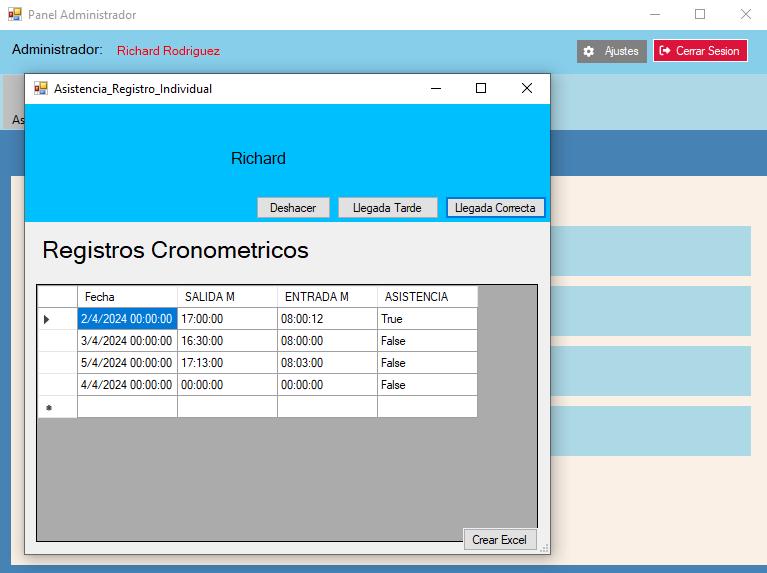 Panel Administrador
Administrador: Richard Rodriguez
Ajustes
Cerrar Sesion
As
Asistencia_Registro_Individual
Richard
Deshacer Llegada Tarde Llegada Correcta
Registros Cronometricos
Fecha SALIDA M ENTRADA M ASISTENCIA
2/4/2024 00:00:00 17:00:00 08:00:12 True
3/4/2024 00:00:00 16:30:00 08:00:00 False
5/4/2024 00:00:00 17:13:00 08:03:00 False
4/4/2024 00:00:00 00:00:00 00:00:00 False
Crear Excel